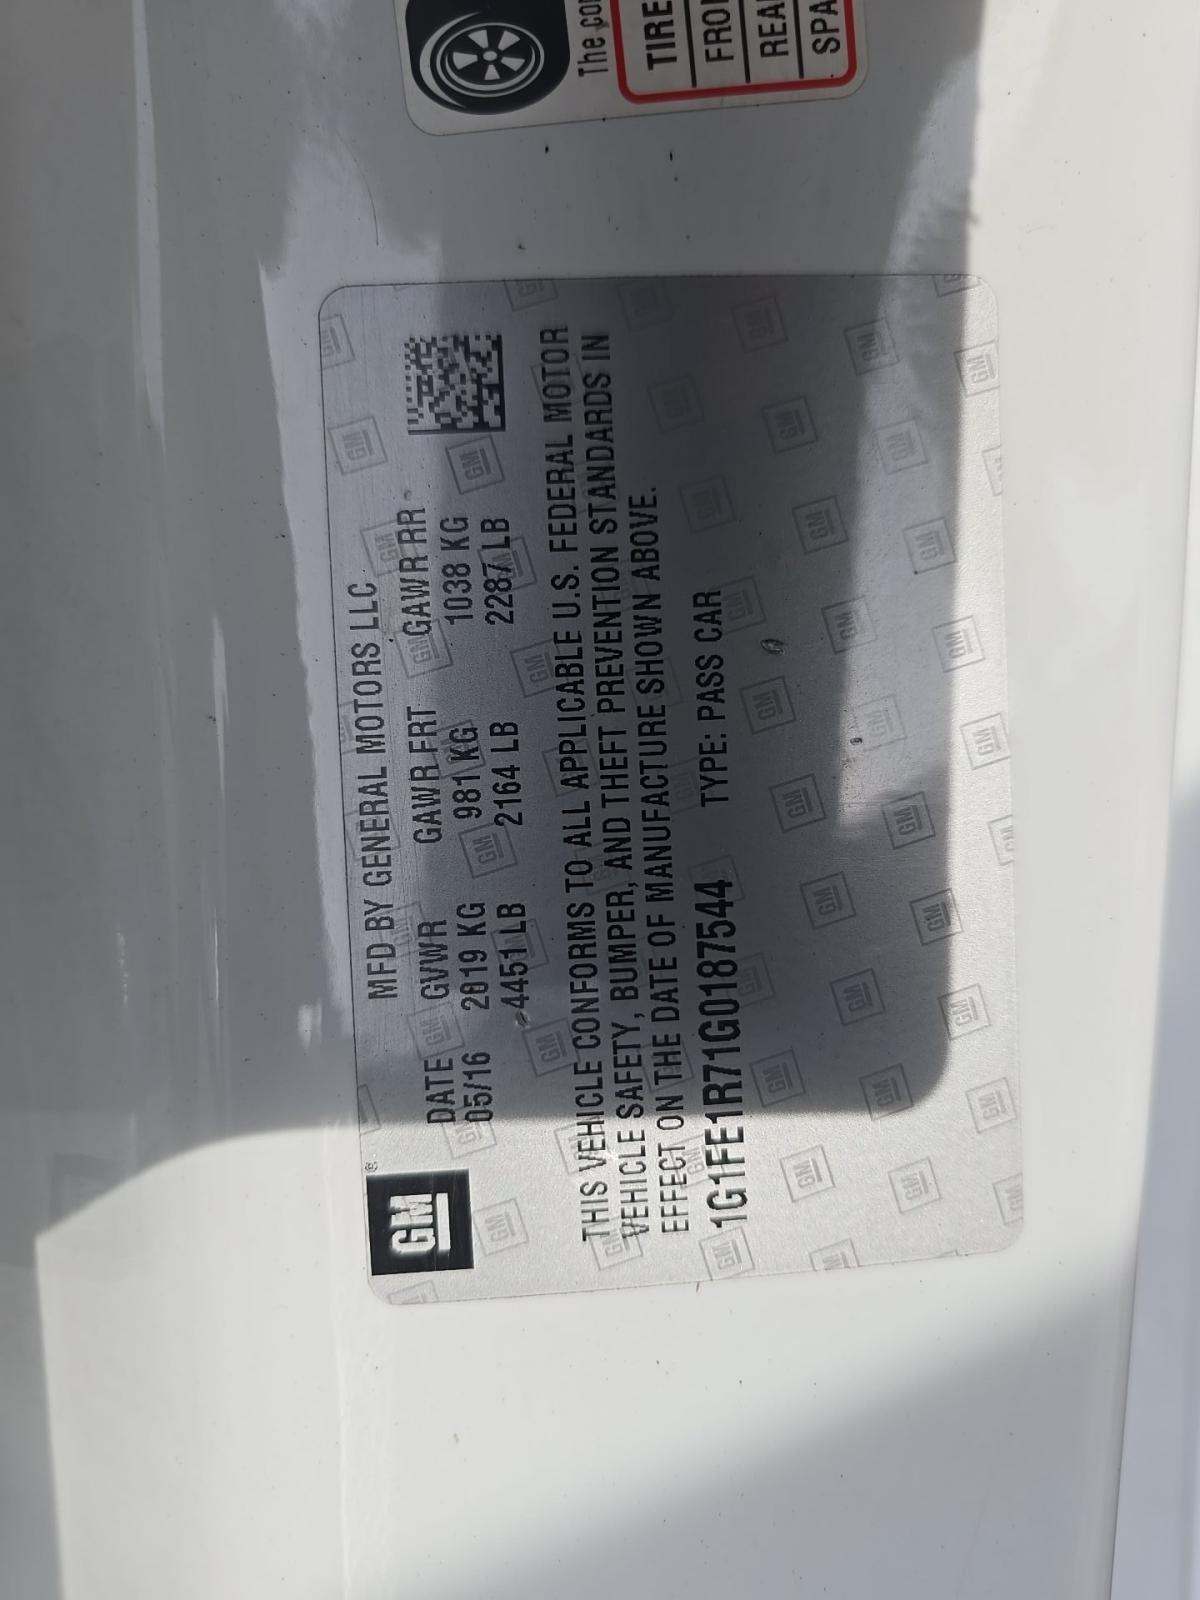 The
TIRE
REA
SPA
GM®
MFD BY GENERAL MOTORS LLC
DATE GVWR GAWR FRT GAWR RR
05/16 2019 KG 981 KG 1038 KG
4451 LB 2164 LB 2287 LB
THIS VEHICLE CONFORMS TO ALL APPLICABLE U.S. FEDERAL MOTOR
VEHICLE SAFETY, BUMPER, AND THEFT PREVENTION STANDARDS IN
EFFECT ON THE DATE OF MANUFACTURE SHOWN ABOVE.
1G1FE1R71G0187544 TYPE: PASS CAR